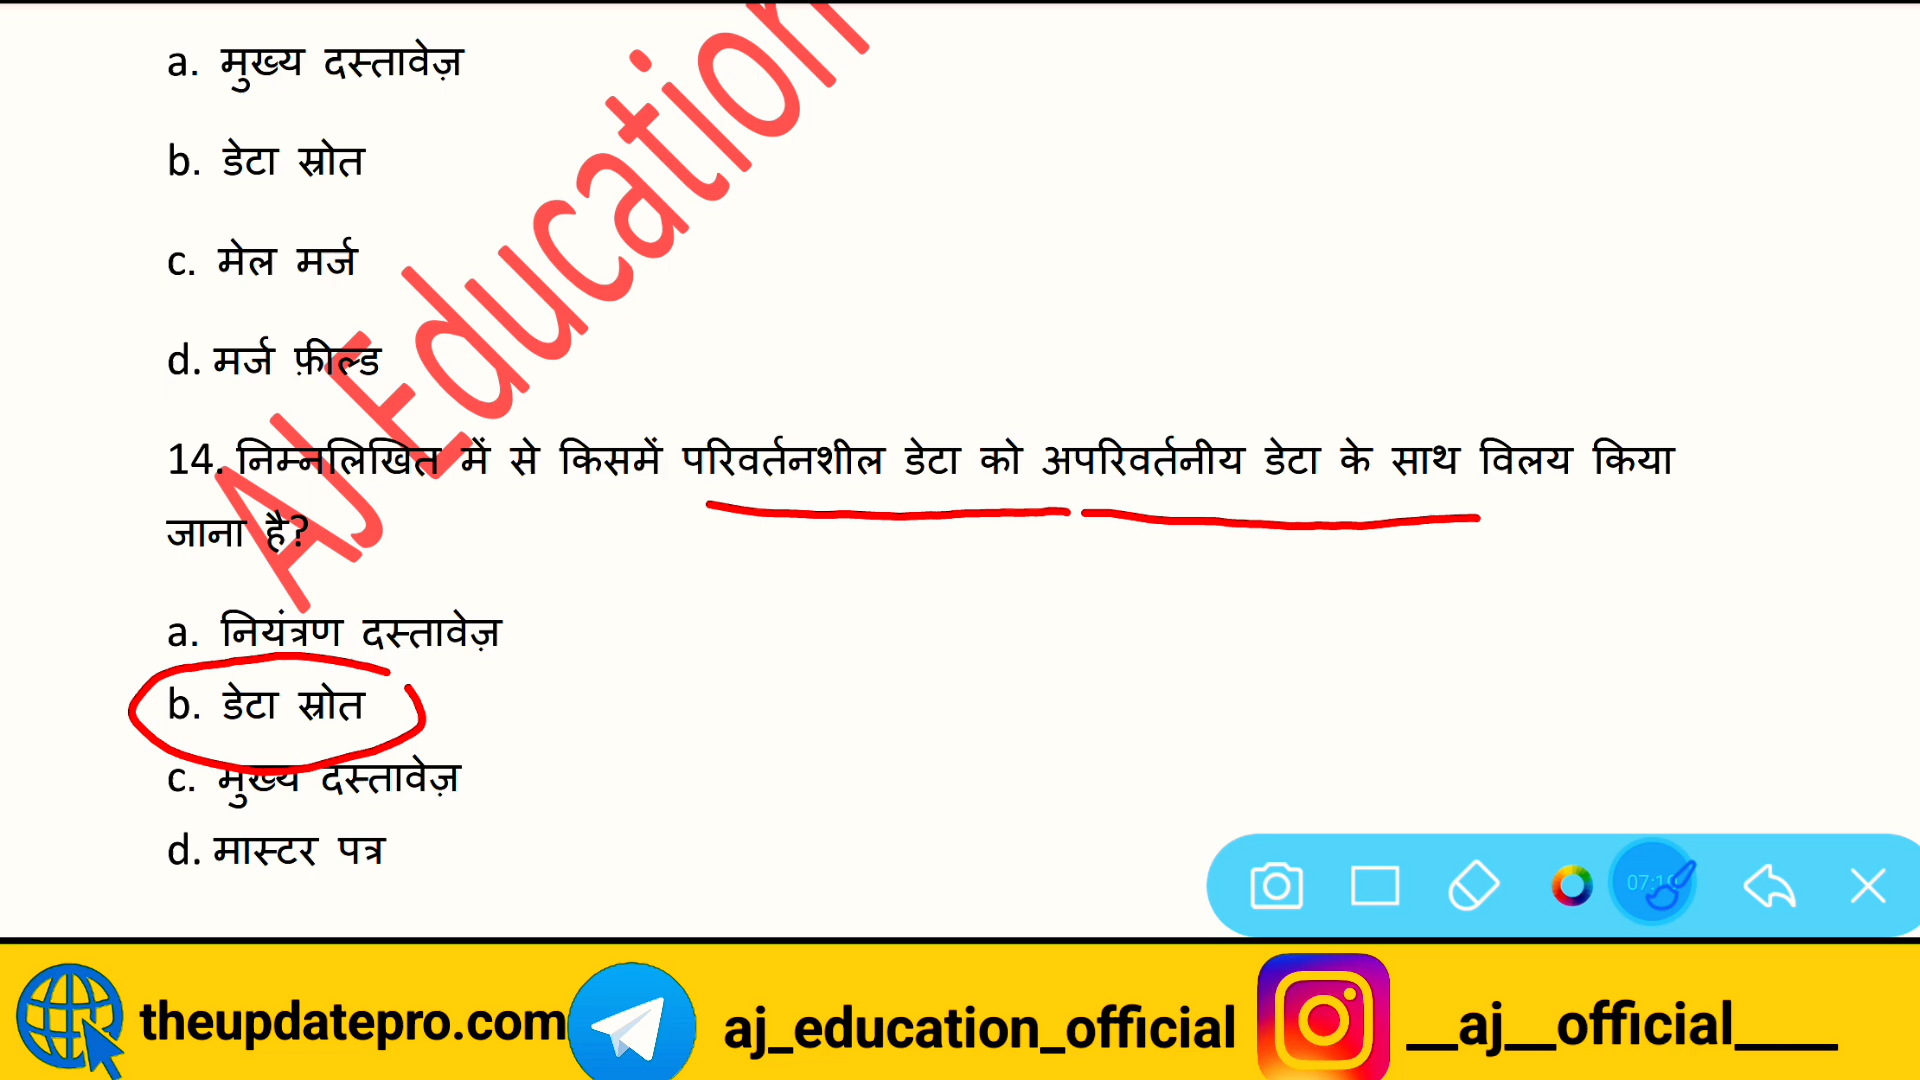 a. मुख्य दस्तावेज़
b. डेटा स्रोत
c. मेल मर्ज
d. मर्ज फ़ील्ड
AJ Education
14. निम्नलिखित में से किसमें परिवर्तनशील डेटा को अपरिवर्तनीय डेटा के साथ विलय किया
जाना है?
a. नियंत्रण दस्तावेज़
b. डेटा स्रोत
c. मुख्य दस्तावेज़
d. मास्टर पत्र
theupdatepro.com aj_education_official __aj__official____